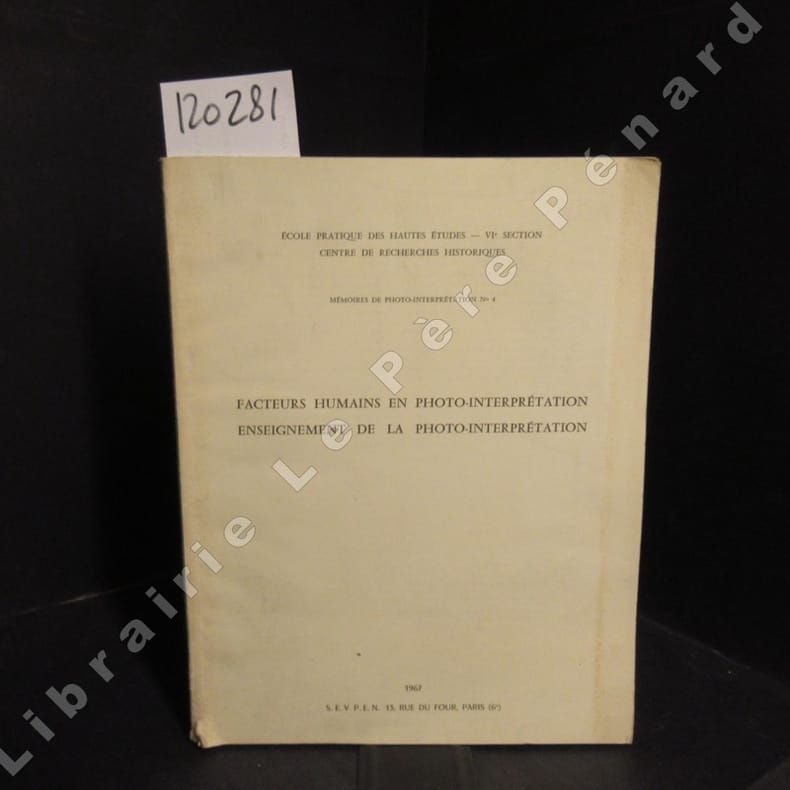 120281
ÉCOLE PRATIQUE DES HAUTES ÉTUDES — VIe SECTION
CENTRE DE RECHERCHES HISTORIQUES
MÉMOIRES DE PHOTO-INTERPRÉTATION No 4
FACTEURS HUMAINS EN PHOTO-INTERPRÉTATION
ENSEIGNEMENT DE LA PHOTO-INTERPRÉTATION
1967
S. E. V. P. E. N. 13, RUE DU FOUR, PARIS (6e)
Librairie Le Père Pénard